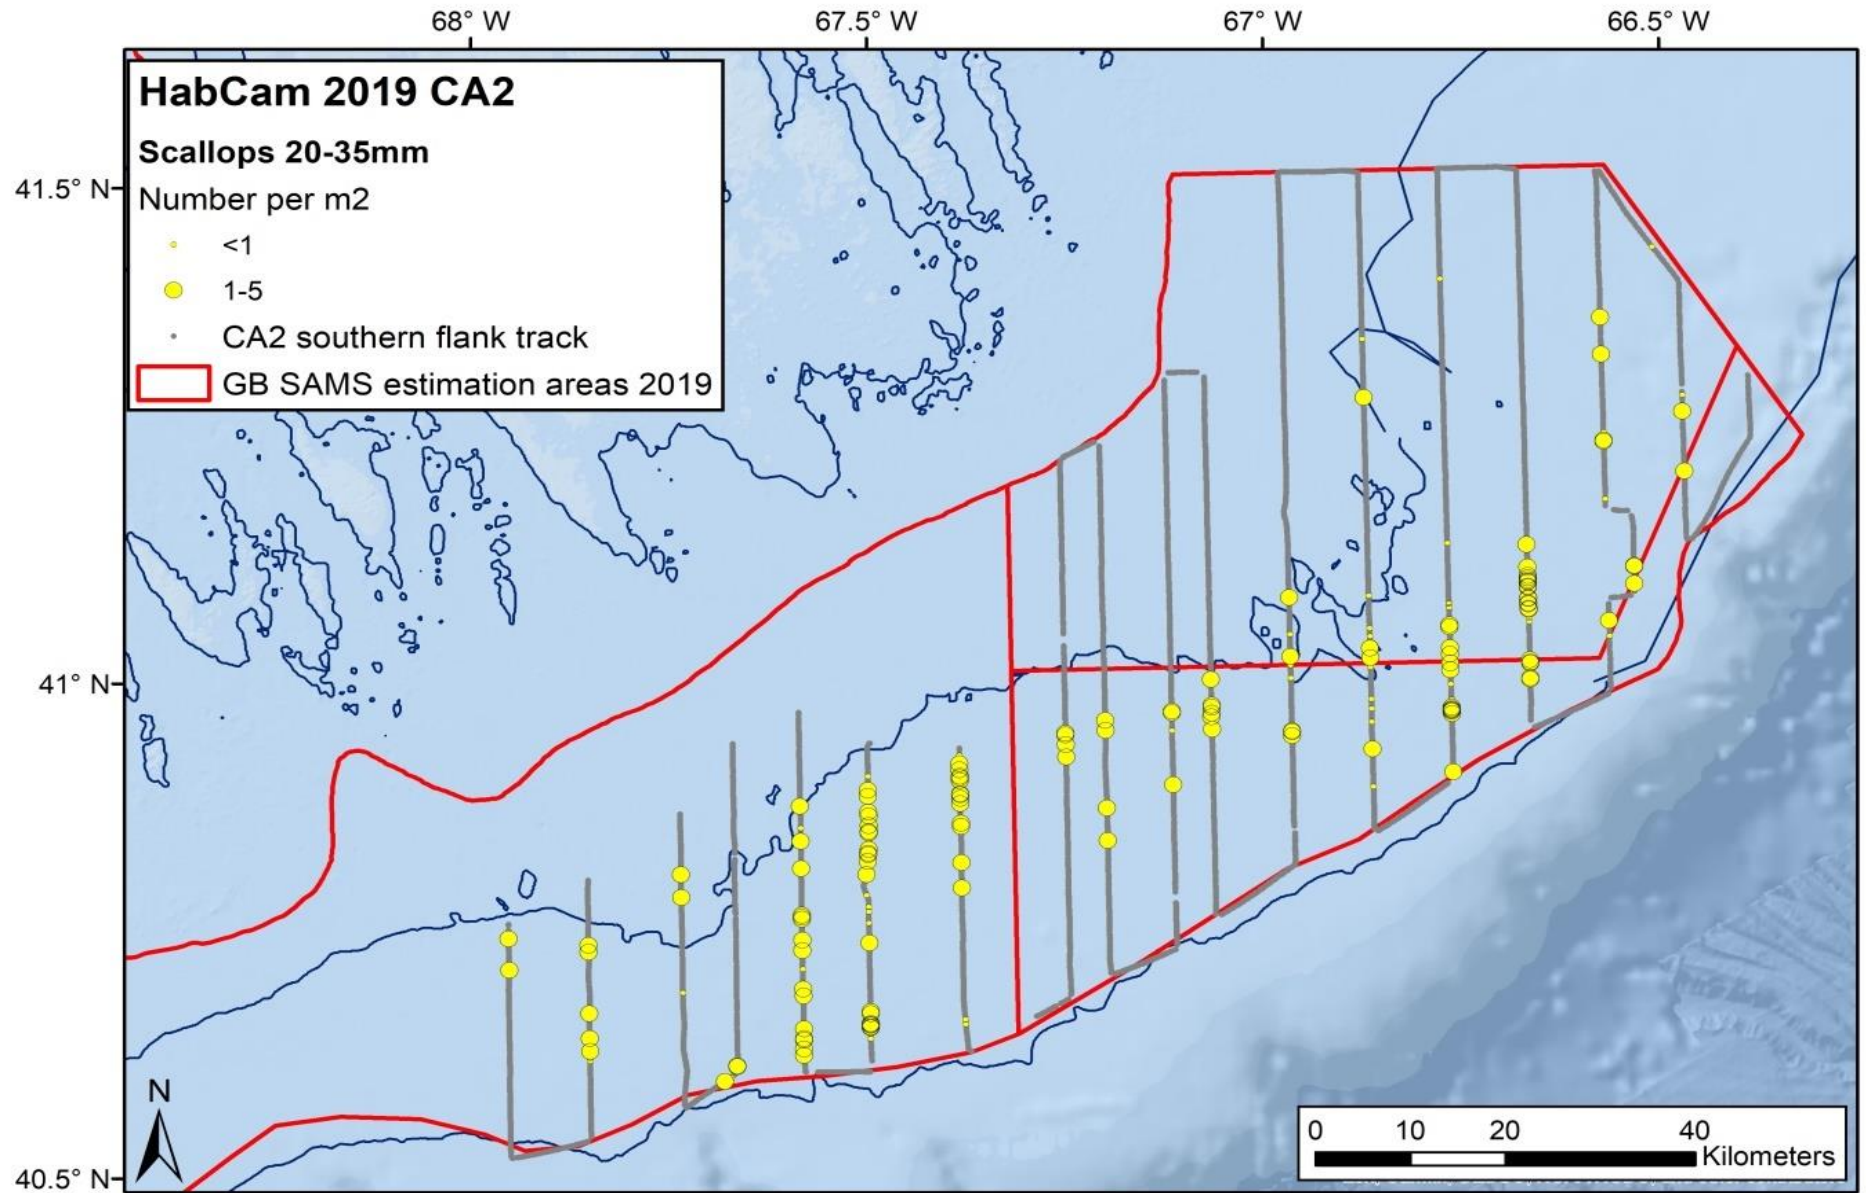 68° W 67.5° W 67° W 66.5° W
HabCam 2019 CA2
Scallops 20-35mm
Number per m2
<1
1-5
CA2 southern flank track
GB SAMS estimation areas 2019
41.5° N
41° N
40.5° N
N
0 10 20 40
Kilometers